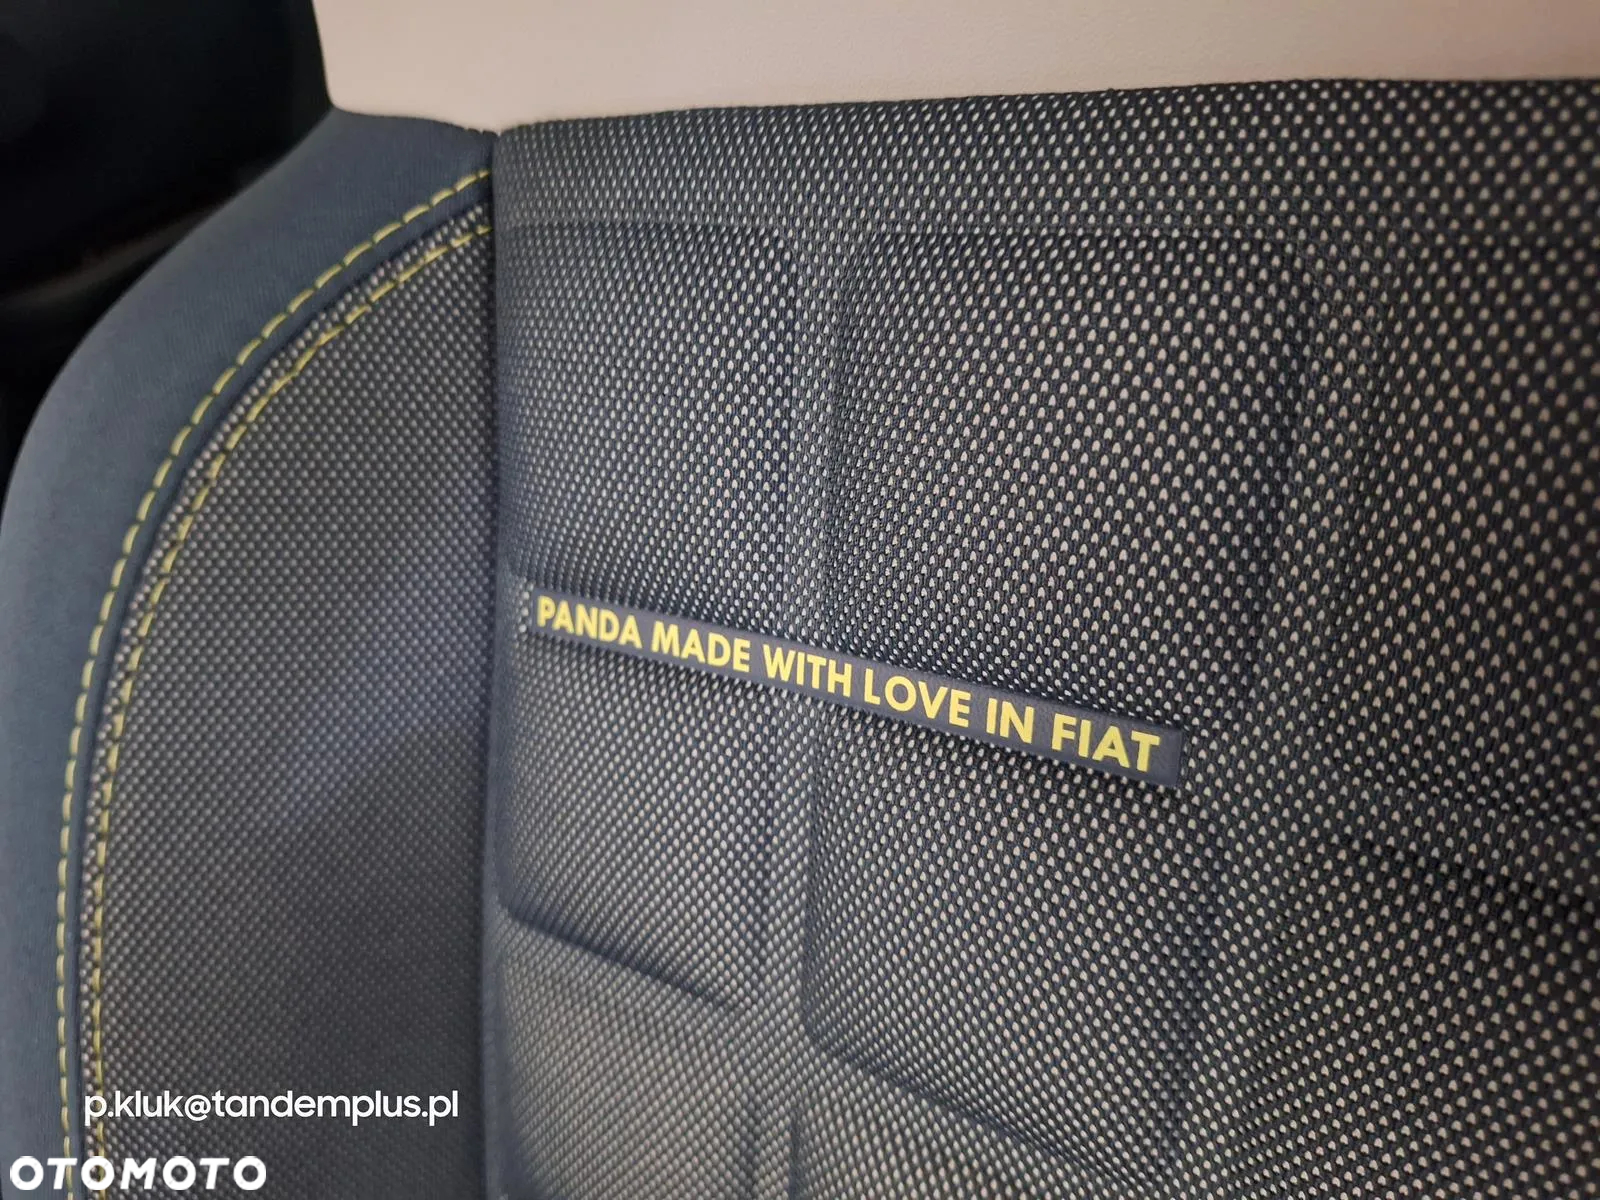 PANDA MADE WITH LOVE IN FIAT
p.kluk@tandemplus.pl
OTOMOTO